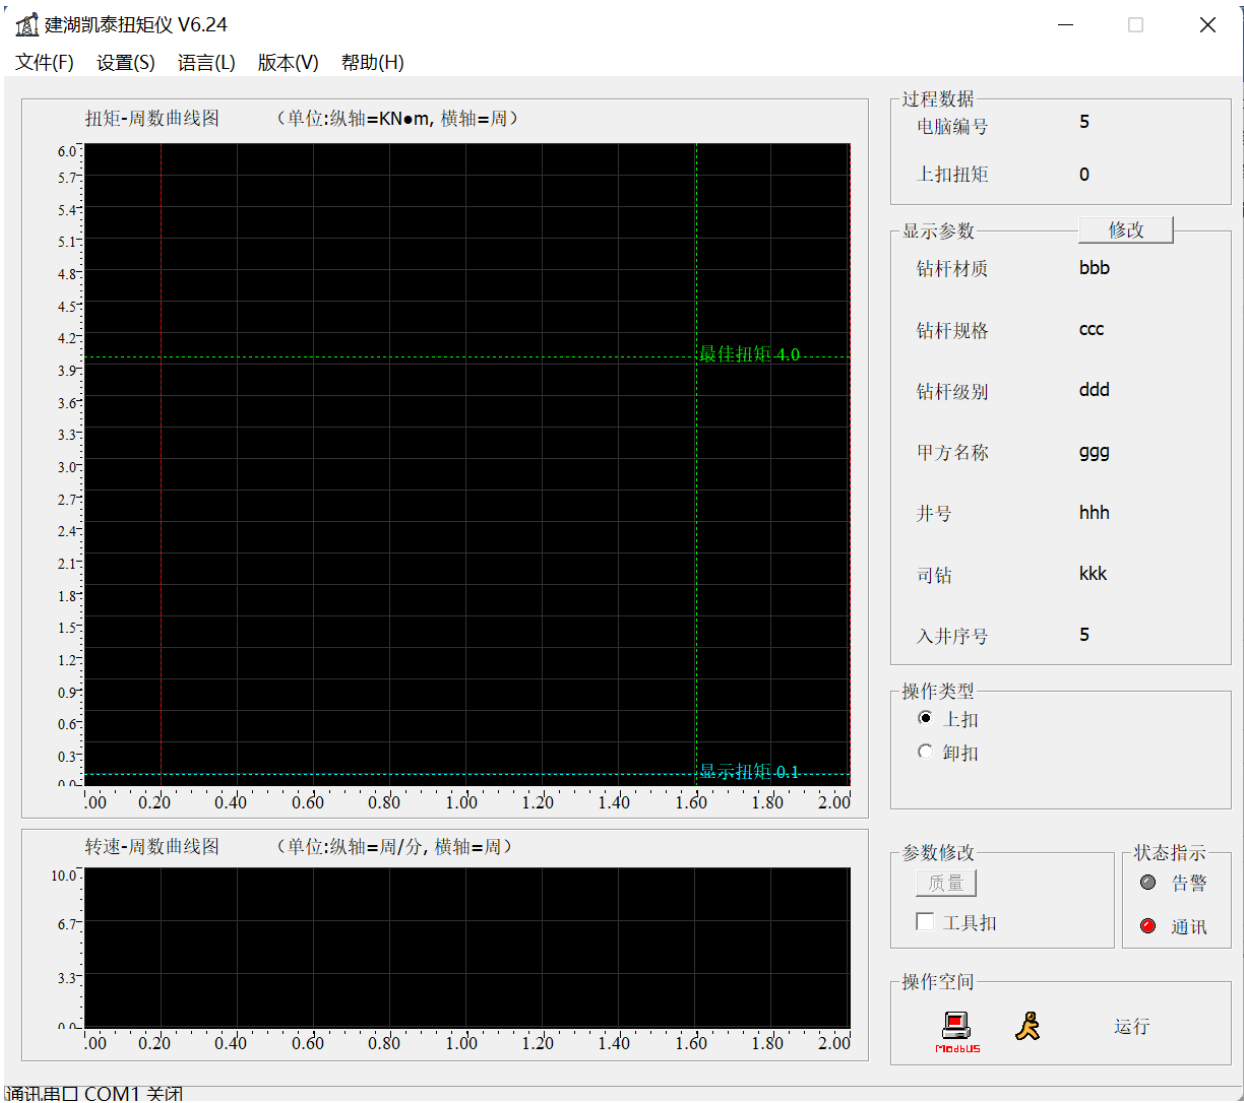 建湖凯泰扭矩仪 V6.24
文件(F) 设置(S) 语言(L) 版本(V) 帮助(H)
扭矩-周数曲线图 （单位:纵轴=KN●m, 横轴=周）
6.0
5.7
5.4
5.1
4.8
4.5
4.2
3.9
3.6
3.3
3.0
2.7
2.4
2.1
1.8
1.5
1.2
0.9
0.6
0.3
0.0
最佳扭矩 4.0
显示扭矩 0.1
.00 0.20 0.40 0.60 0.80 1.00 1.20 1.40 1.60 1.80 2.00
转速-周数曲线图 （单位:纵轴=周/分, 横轴=周）
10.0
6.7
3.3
0.0
.00 0.20 0.40 0.60 0.80 1.00 1.20 1.40 1.60 1.80 2.00
过程数据
电脑编号 5
上扣扭矩 0
显示参数 修改
钻杆材质 bbb
钻杆规格 ccc
钻杆级别 ddd
甲方名称 ggg
井号 hhh
司钻 kkk
入井序号 5
操作类型
上扣
卸扣
参数修改
质量
工具扣
状态指示
告警
通讯
操作空间
ModbUS
运行
通讯串口 COM1 关闭